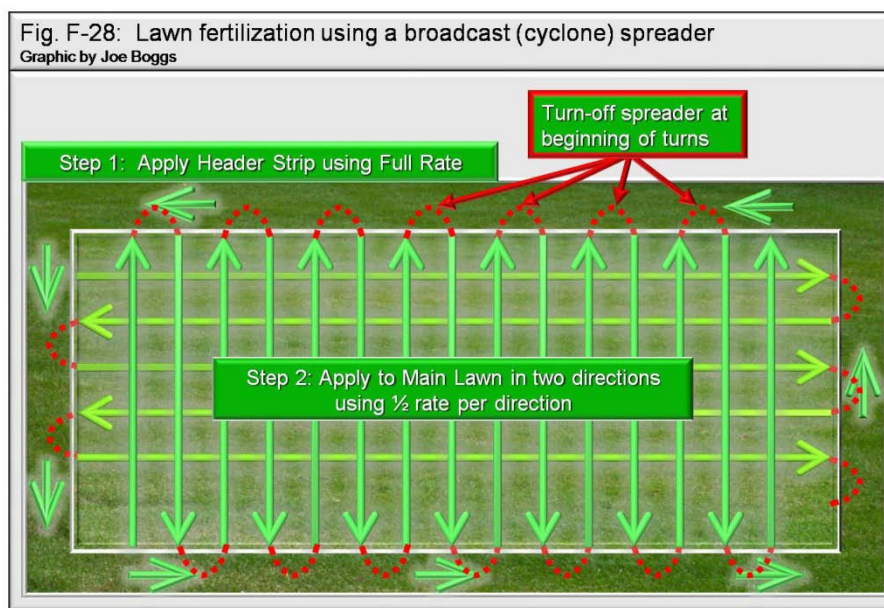 Fig. F-28: Lawn fertilization using a broadcast (cyclone) spreader
Graphic by Joe Boggs
Turn-off spreader at
beginning of turns
Step 1: Apply Header Strip using Full Rate
Step 2: Apply to Main Lawn in two directions
using ½ rate per direction